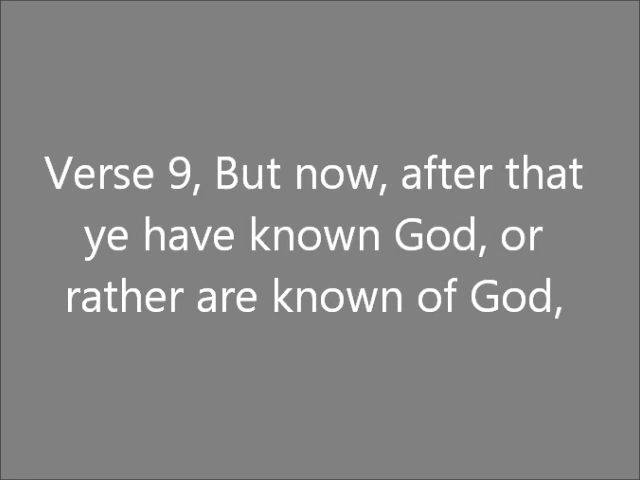 Verse 9, But now, after that
ye have known God, or
rather are known of God,